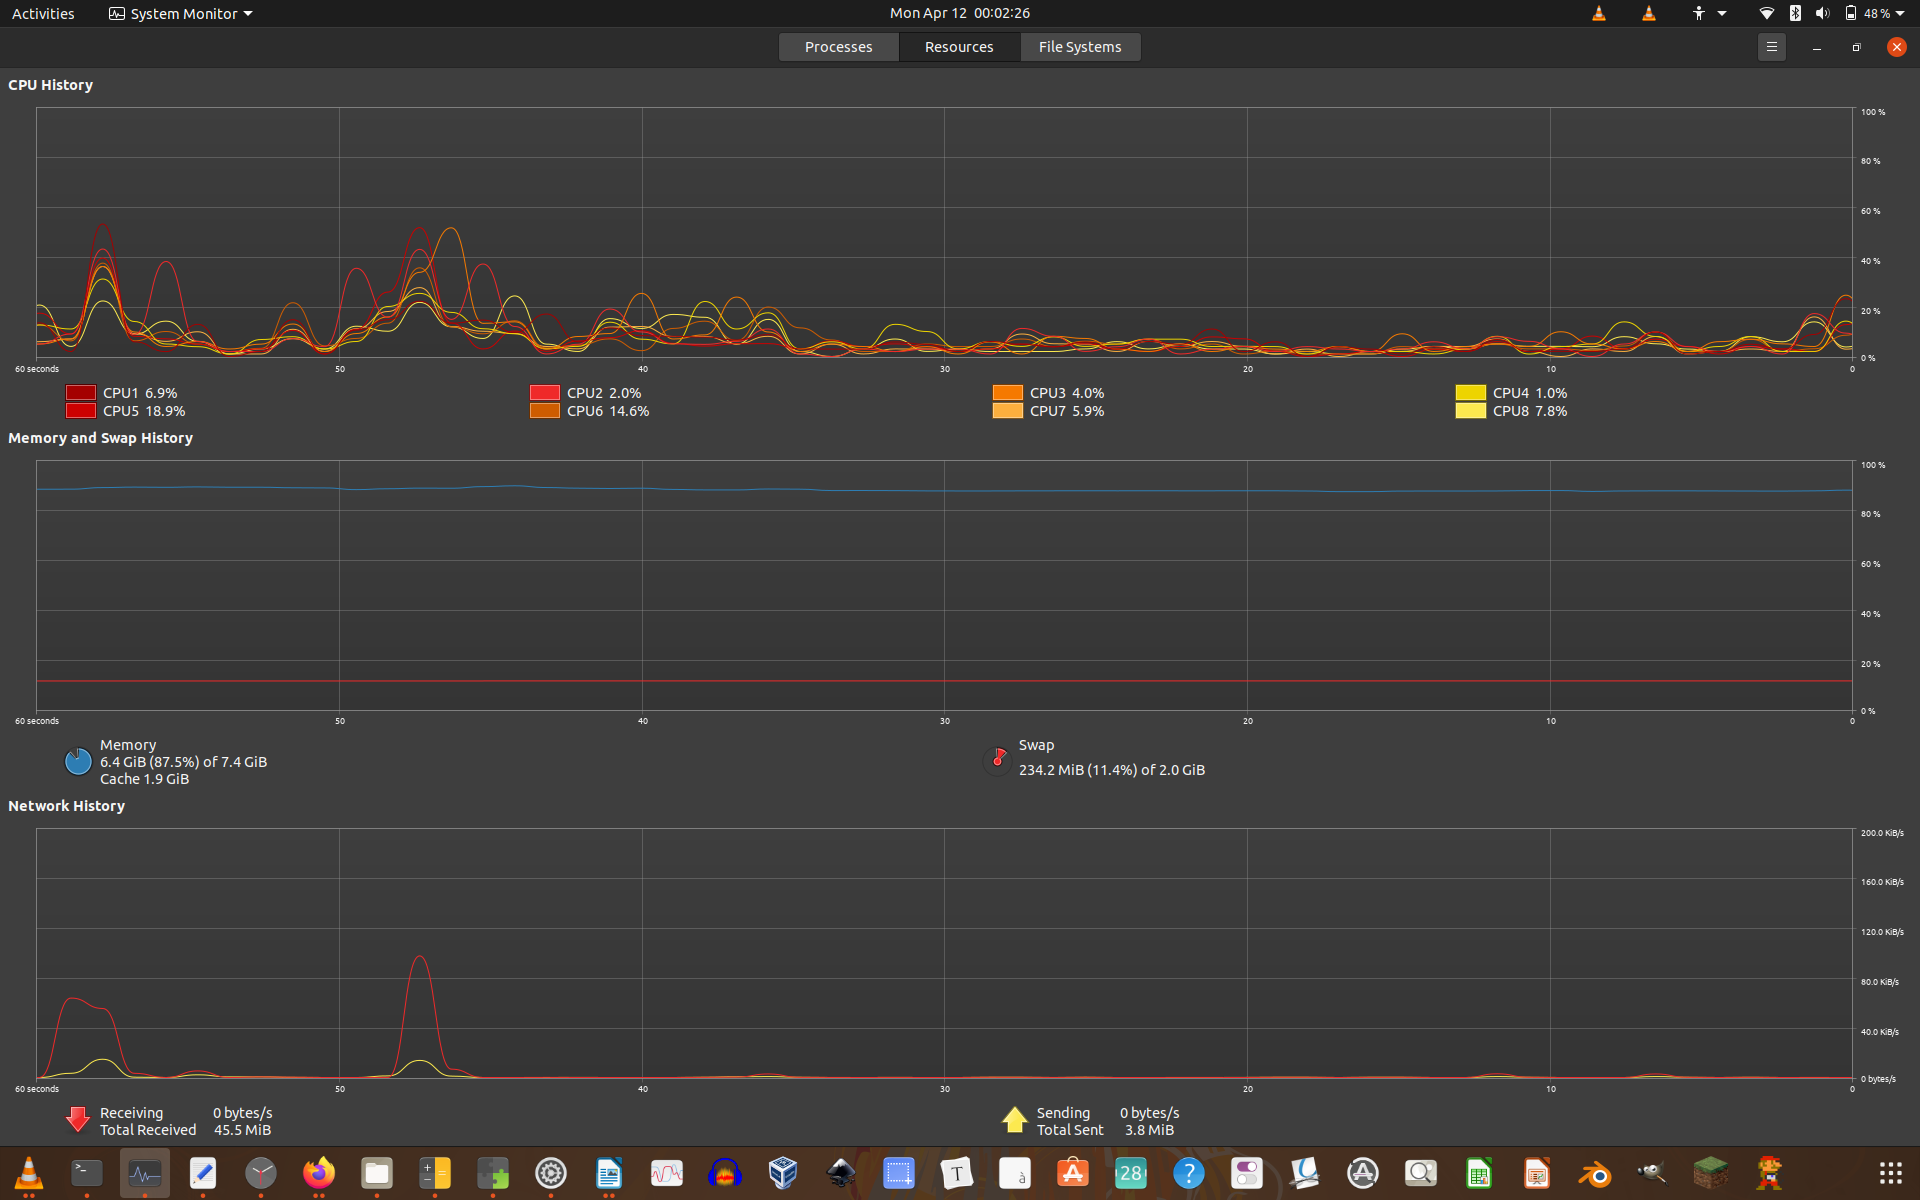 Activities System Monitor Mon Apr 12 00:02:26 48 %
Processes Resources File Systems
CPU History
100 %
80 %
60 %
40 %
20 %
0 %
60 seconds 50 40 30 20 10 0
CPU1 6.9% CPU2 2.0% CPU3 4.0% CPU4 1.0%
CPU5 18.9% CPU6 14.6% CPU7 5.9% CPU8 7.8%
Memory and Swap History
100 %
80 %
60 %
40 %
20 %
0 %
60 seconds 50 40 30 20 10 0
Memory
6.4 GiB (87.5%) of 7.4 GiB
Cache 1.9 GiB
Swap
234.2 MiB (11.4%) of 2.0 GiB
Network History
200.0 KiB/s
160.0 KiB/s
120.0 KiB/s
80.0 KiB/s
40.0 KiB/s
0 bytes/s
60 seconds 50 40 30 20 10 0
Receiving 0 bytes/s
Total Received 45.5 MiB
Sending 0 bytes/s
Total Sent 3.8 MiB
>_ T à A 28 ?